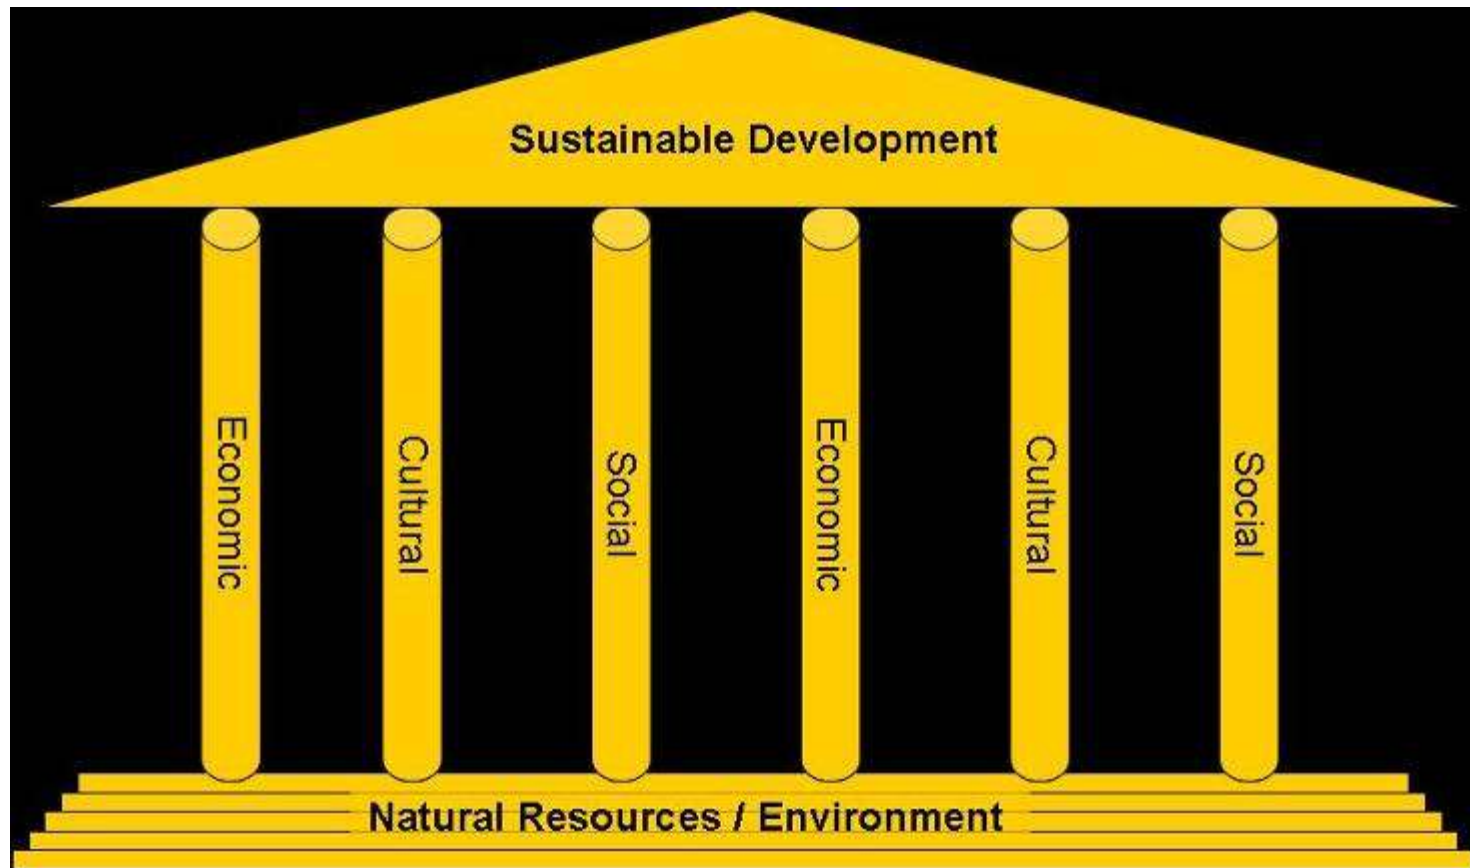 Sustainable Development
Economic
Cultural
Social
Economic
Cultural
Social
Natural Resources / Environment